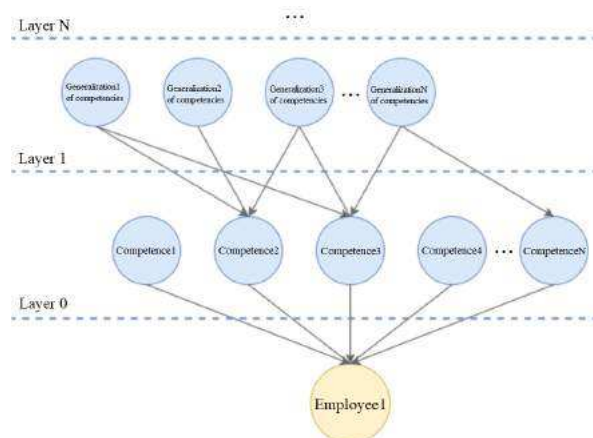 Layer N
...
Generalization1
of competencies
Generalization2
of competencies
Generalization3
of competencies
...
GeneralizationN
of competencies
Layer 1
Competence1
Competence2
Competence3
Competence4
...
CompetenceN
Layer 0
Employee1